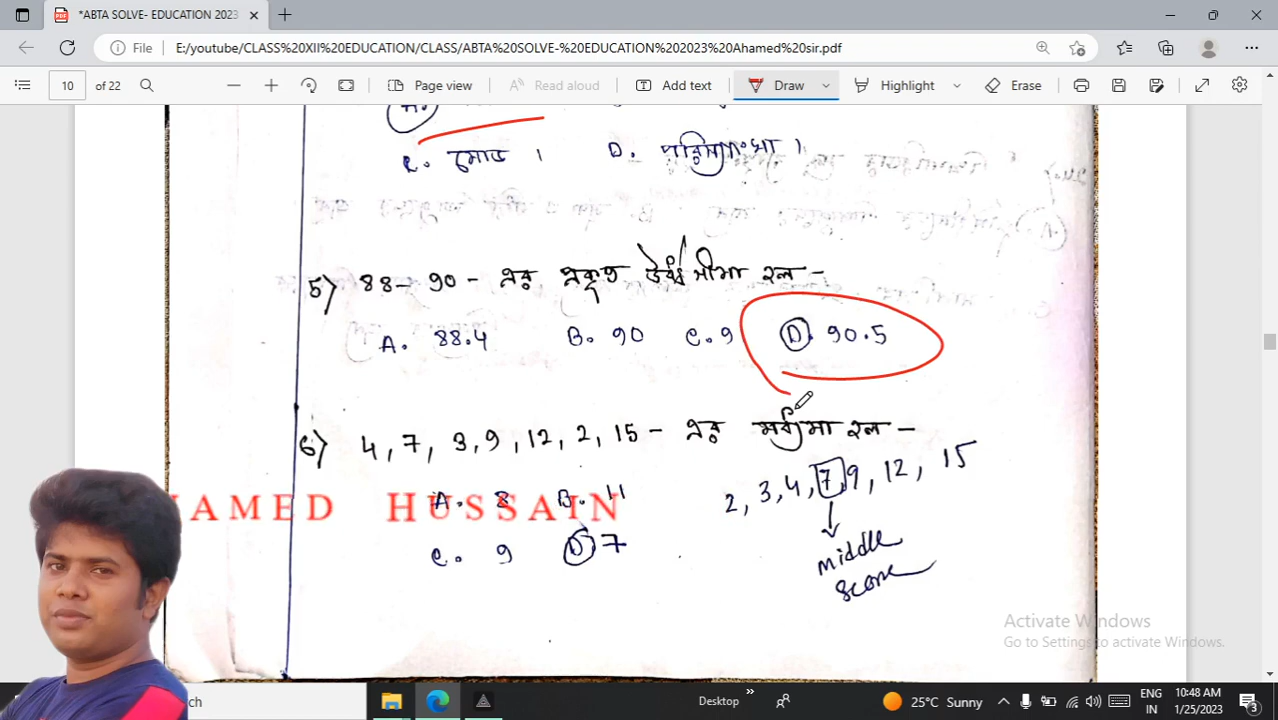 *ABTA SOLVE- EDUCATION 2023
File E:/youtube/CLASS%20XII%20EDUCATION/CLASS/ABTA%20SOLVE-%20EDUCATION%202023%20Ahamed%20sir.pdf
10 of 22 Page view Read aloud Add text Draw Highlight Erase
C. মোড । D. পরিসংখ্যা ।
5) 88- 90 - এর প্রকৃত ঊর্ধ্ব সীমা হল -
A. 88.4 B. 90 C. 9 D. 90.5
6) 4, 7, 3, 9, 12, 2, 15 - এর মধ্যমা হল -
2, 3, 4, 7, 9, 12, 15
AMED HUSSAIN
A. 8 B. 11
C. 9 D 7
middle
score
Activate Windows
Go to Settings to activate Windows.
rch Desktop 25°C Sunny ENG 10:48 AM
IN 1/25/2023 3